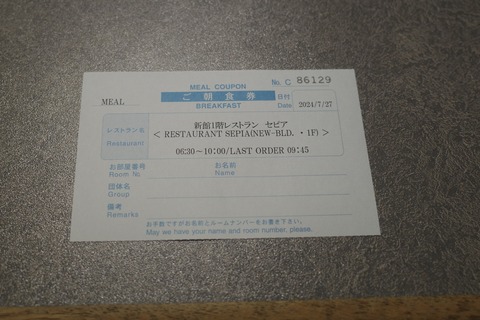 MEAL COUPON
No. C 86129
ご朝食券
BREAKFAST
日付
Date
2024/7/27
MEAL
レストラン名
Restaurant
新館1階レストラン セピア
< RESTAURANT SEPIA(NEW-BLD. ・1F) >
06:30~10:00/LAST ORDER 09:45
お部屋番号
Room No.
お名前
Name
団体名
Group
備考
Remarks
お手数ですがお名前とルームナンバーをお書き下さい。
May we have your name and room number, please.